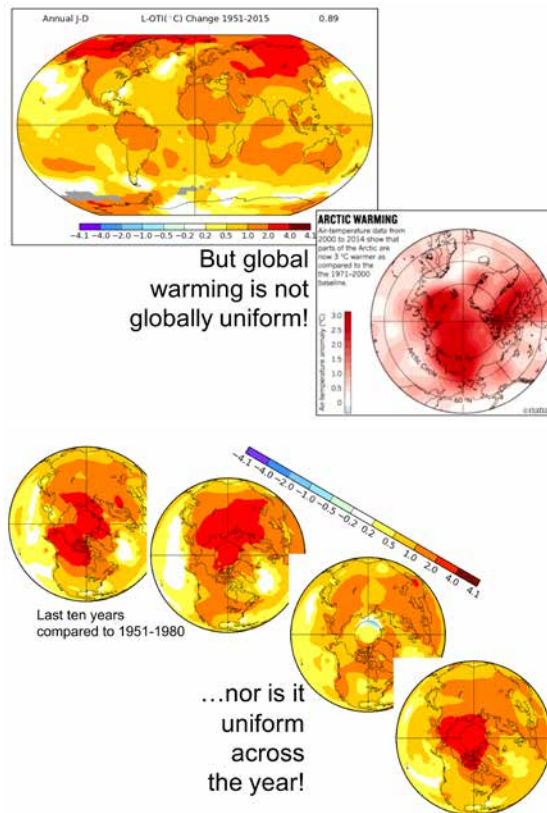 Annual J-D L-OTI(°C) Change 1951-2015 0.89
-4.1 -4.0 -2.0 -1.0 -0.5 -0.2 0.2 0.5 1.0 2.0 4.0 4.1
But global
warming is not
globally uniform!
ARCTIC WARMING
Air-temperature data from
2000 to 2014 show that
parts of the Arctic are
now 3 °C warmer as
compared to the
the 1971–2000
baseline.
Air-temperature anomaly (°C)
3.0
2.5
2.0
1.5
1.0
0.5
0
Arctic Circle
60 °N
-4.1 -4.0 -2.0 -1.0 -0.5 -0.2 0.2 0.5 1.0 2.0 4.0 4.1
Last ten years
compared to 1951-1980
...nor is it
uniform
across
the year!